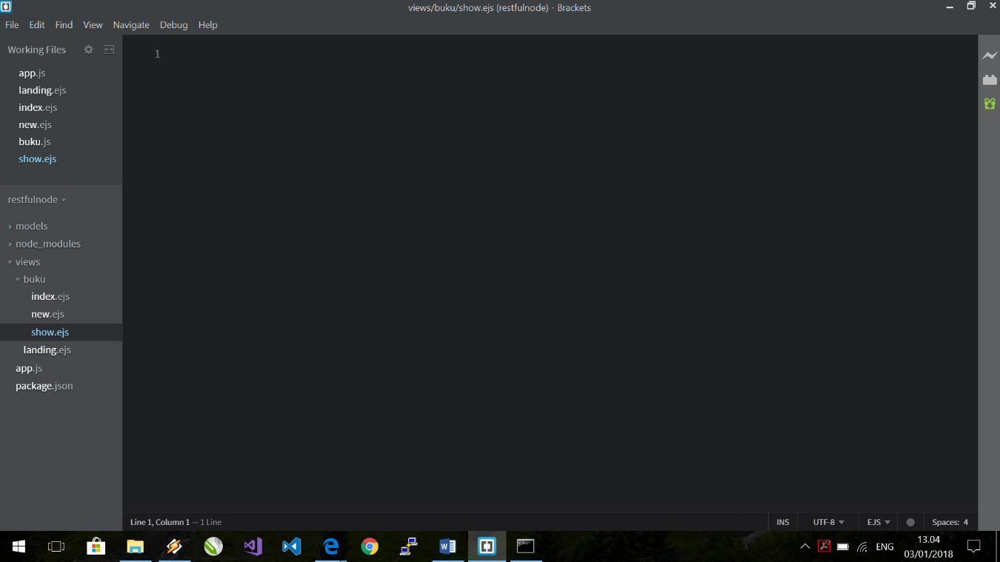 views/buku/show.ejs (restfulnode) - Brackets
File Edit Find View Navigate Debug Help
Working Files
app.js
landing.ejs
index.ejs
new.ejs
buku.js
show.ejs
restfulnode
models
node_modules
views
buku
index.ejs
new.ejs
show.ejs
landing.ejs
app.js
package.json
1
Line 1, Column 1 — 1 Line
INS UTF-8 EJS Spaces: 4
ENG
13.04
03/01/2018